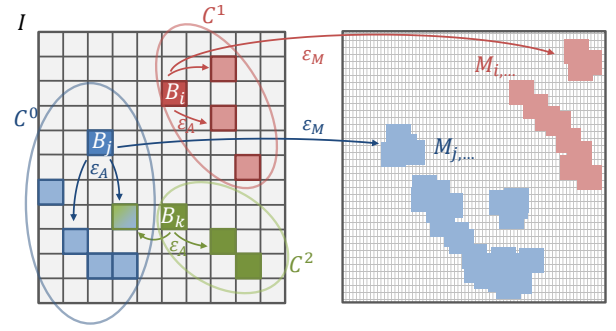 I
C¹
ε_M
M_{i,...}
B_i
ε_A
C⁰
B_j
ε_M
M_{j,...}
ε_A
B_k
ε_A
C²